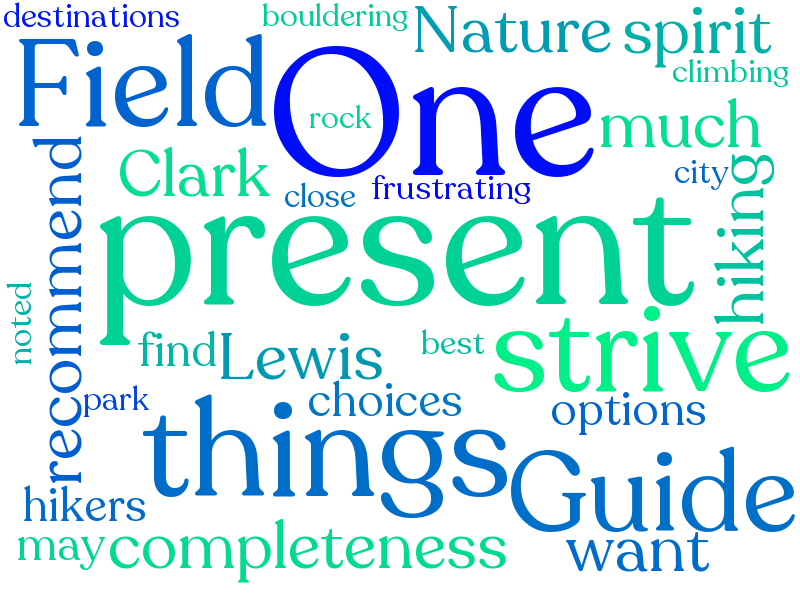 destinations
bouldering
Nature
spirit
Field
One
climbing
rock
much
Clark
close
frustrating
city
recommend
present
hiking
noted
find
Lewis
best
strive
park
choices
options
things
Guide
hikers
may
completeness
want